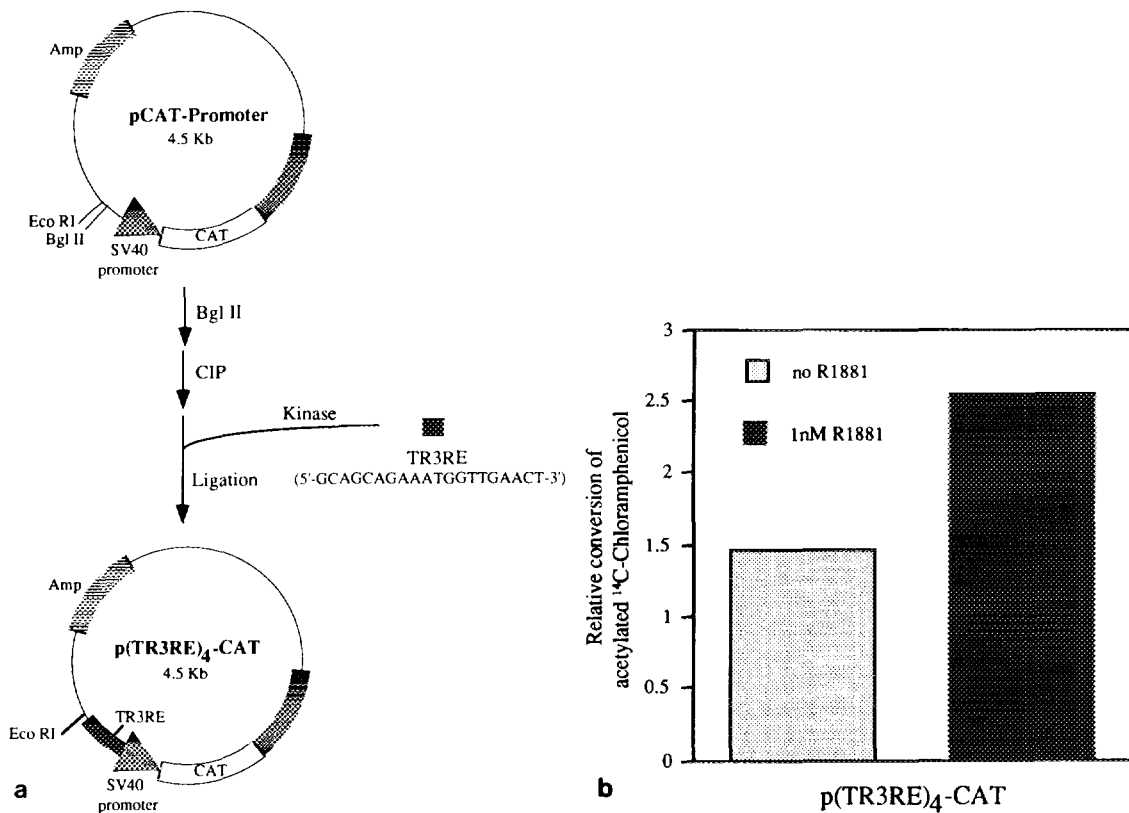 Amp
pCAT-Promoter
4.5 Kb
Eco RI
Bgl II
SV40
promoter
CAT
Bgl II
CIP
Kinase
Ligation
TR3RE
(5'-GCAGCAGAAATGGTTGAACT-3')
Amp
p(TR3RE)4-CAT
4.5 Kb
Eco RI
TR3RE
SV40
promoter
CAT
a
Relative conversion of
acetylated 14C-Chloramphenicol
3
2.5
2
1.5
1
0.5
0
no R1881
1nM R1881
p(TR3RE)4-CAT
b